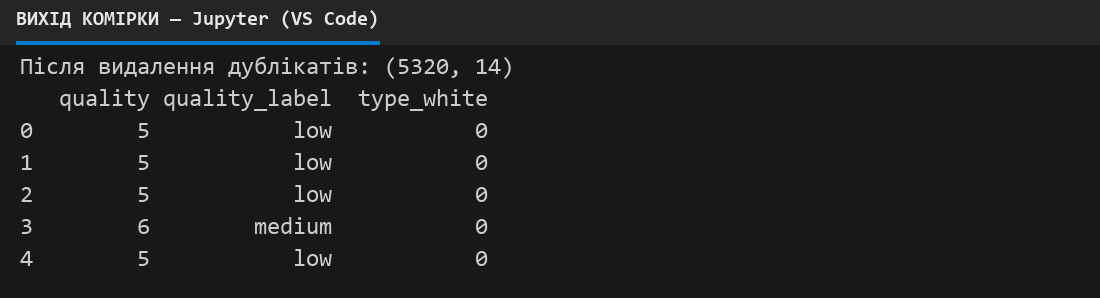 ВИХІД КОМІРКИ — Jupyter (VS Code)
Після видалення дублікатів: (5320, 14)
   quality quality_label  type_white
0        5           low           0
1        5           low           0
2        5           low           0
3        6        medium           0
4        5           low           0